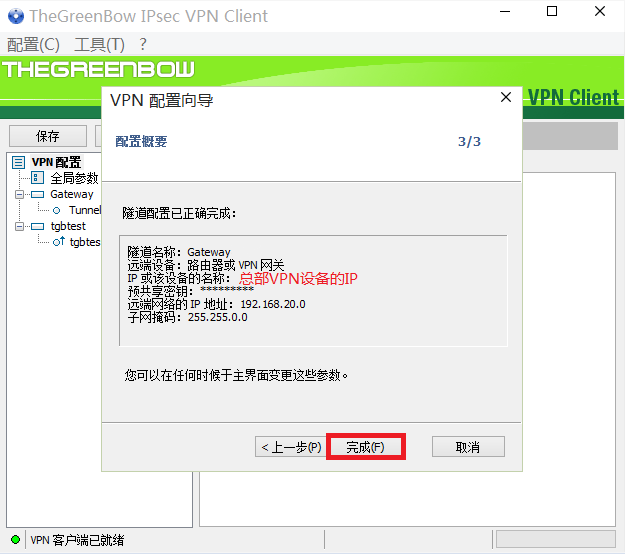 TheGreenBow IPsec VPN Client
配置(C) 工具(T) ?
THEGREENBOW
VPN Client
保存
VPN 配置
全局参数
Gateway
Tunnel
tgbtest
tgbtes
VPN 配置向导
配置概要 3/3
隧道配置已正确完成：
隧道名称：Gateway
远端设备：路由器或 VPN 网关
IP 或该设备的名称：总部VPN设备的IP
预共享密钥：*********
远端网络的 IP 地址：192.168.20.0
子网掩码：255.255.0.0
您可以在任何时候于主界面变更这些参数。
< 上一步(P) 完成(F) 取消
VPN 客户端已就绪